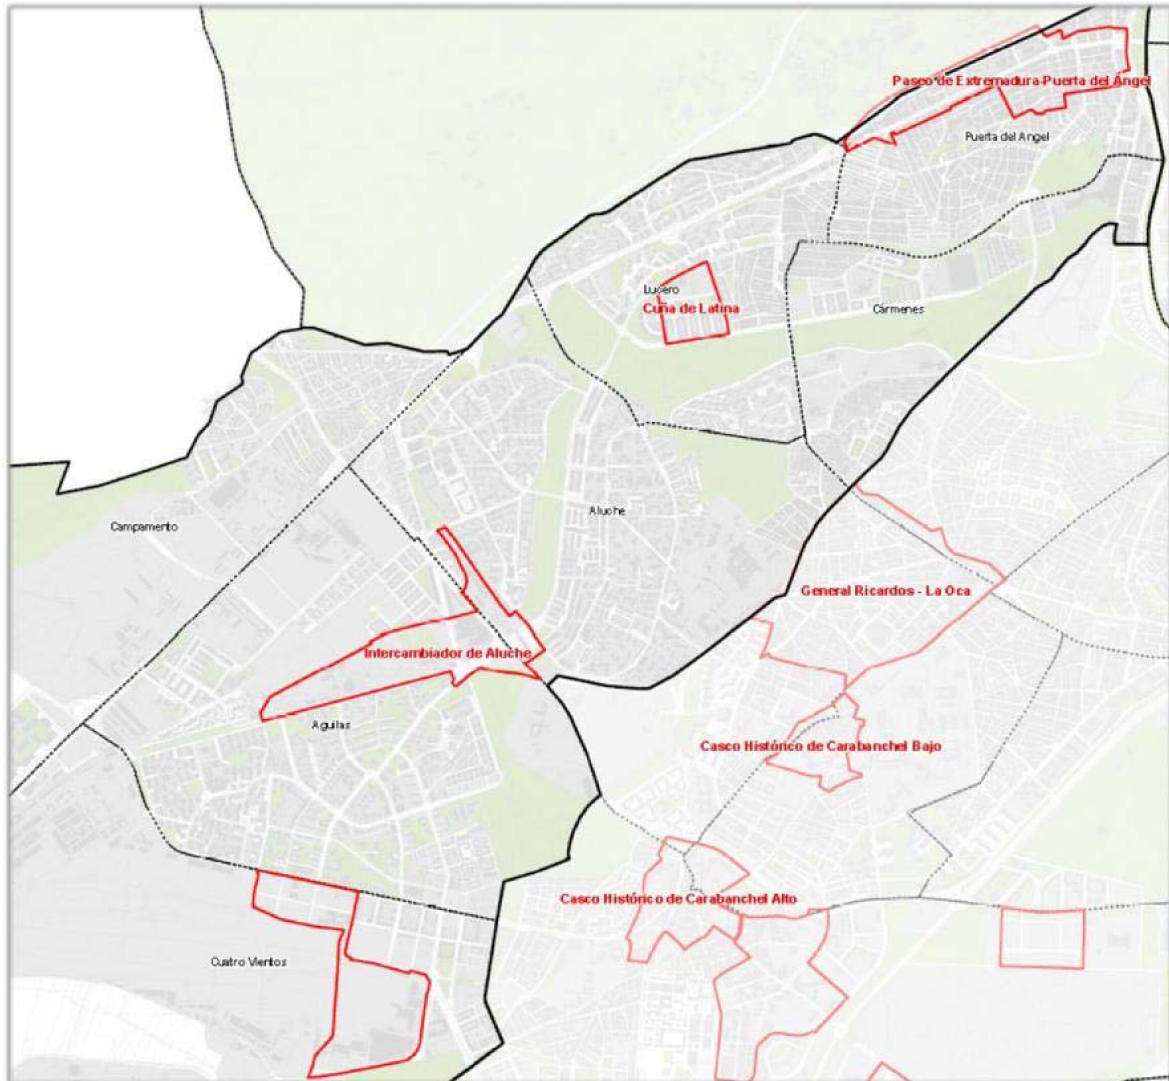 Paseo de Extremadura-Puerta del Ángel
Puerta del Angel
Lucero
Cuña de Latina
Cármenes
Aluche
Campamento
General Ricardos - La Oca
Intercambiador de Aluche
Aguilas
Casco Histórico de Carabanchel Bajo
Casco Histórico de Carabanchel Alto
Cuatro Vientos